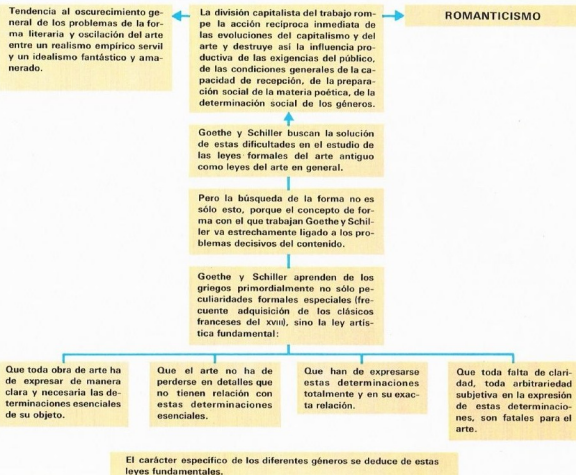 Tendencia al oscurecimiento ge-
neral de los problemas de la for-
ma literaria y oscilación del arte
entre un realismo empírico servil
y un idealismo fantástico y ama-
nerado.
La división capitalista del trabajo rom-
pe la acción recíproca inmediata de
las evoluciones del capitalismo y del
arte y destruye así la influencia pro-
ductiva de las exigencias del público,
de las condiciones generales de la ca-
pacidad de recepción, de la prepara-
ción social de la materia poética, de la
determinación social de los géneros.
ROMANTICISMO
Goethe y Schiller buscan la solución
de estas dificultades en el estudio de
las leyes formales del arte antiguo
como leyes del arte en general.
Pero la búsqueda de la forma no es
sólo esto, porque el concepto de for-
ma con el que trabajan Goethe y Schil-
ler va estrechamente ligado a los pro-
blemas decisivos del contenido.
Goethe y Schiller aprenden de los
griegos primordialmente no sólo pe-
culiaridades formales especiales (fre-
cuente adquisición de los clásicos
franceses del XVIII), sino la ley artís-
tica fundamental:
Que toda obra de arte ha
de expresar de manera
clara y necesaria las de-
terminaciones esenciales
de su objeto.
Que el arte no ha de
perderse en detalles que
no tienen relación con
estas determinaciones
esenciales.
Que han de expresarse
estas determinaciones
totalmente y en su exac-
ta relación.
Que toda falta de clari-
dad, toda arbitrariedad
subjetiva en la expresión
de estas determinacio-
nes, son fatales para el
arte.
El carácter específico de los diferentes géneros se deduce de estas
leyes fundamentales.